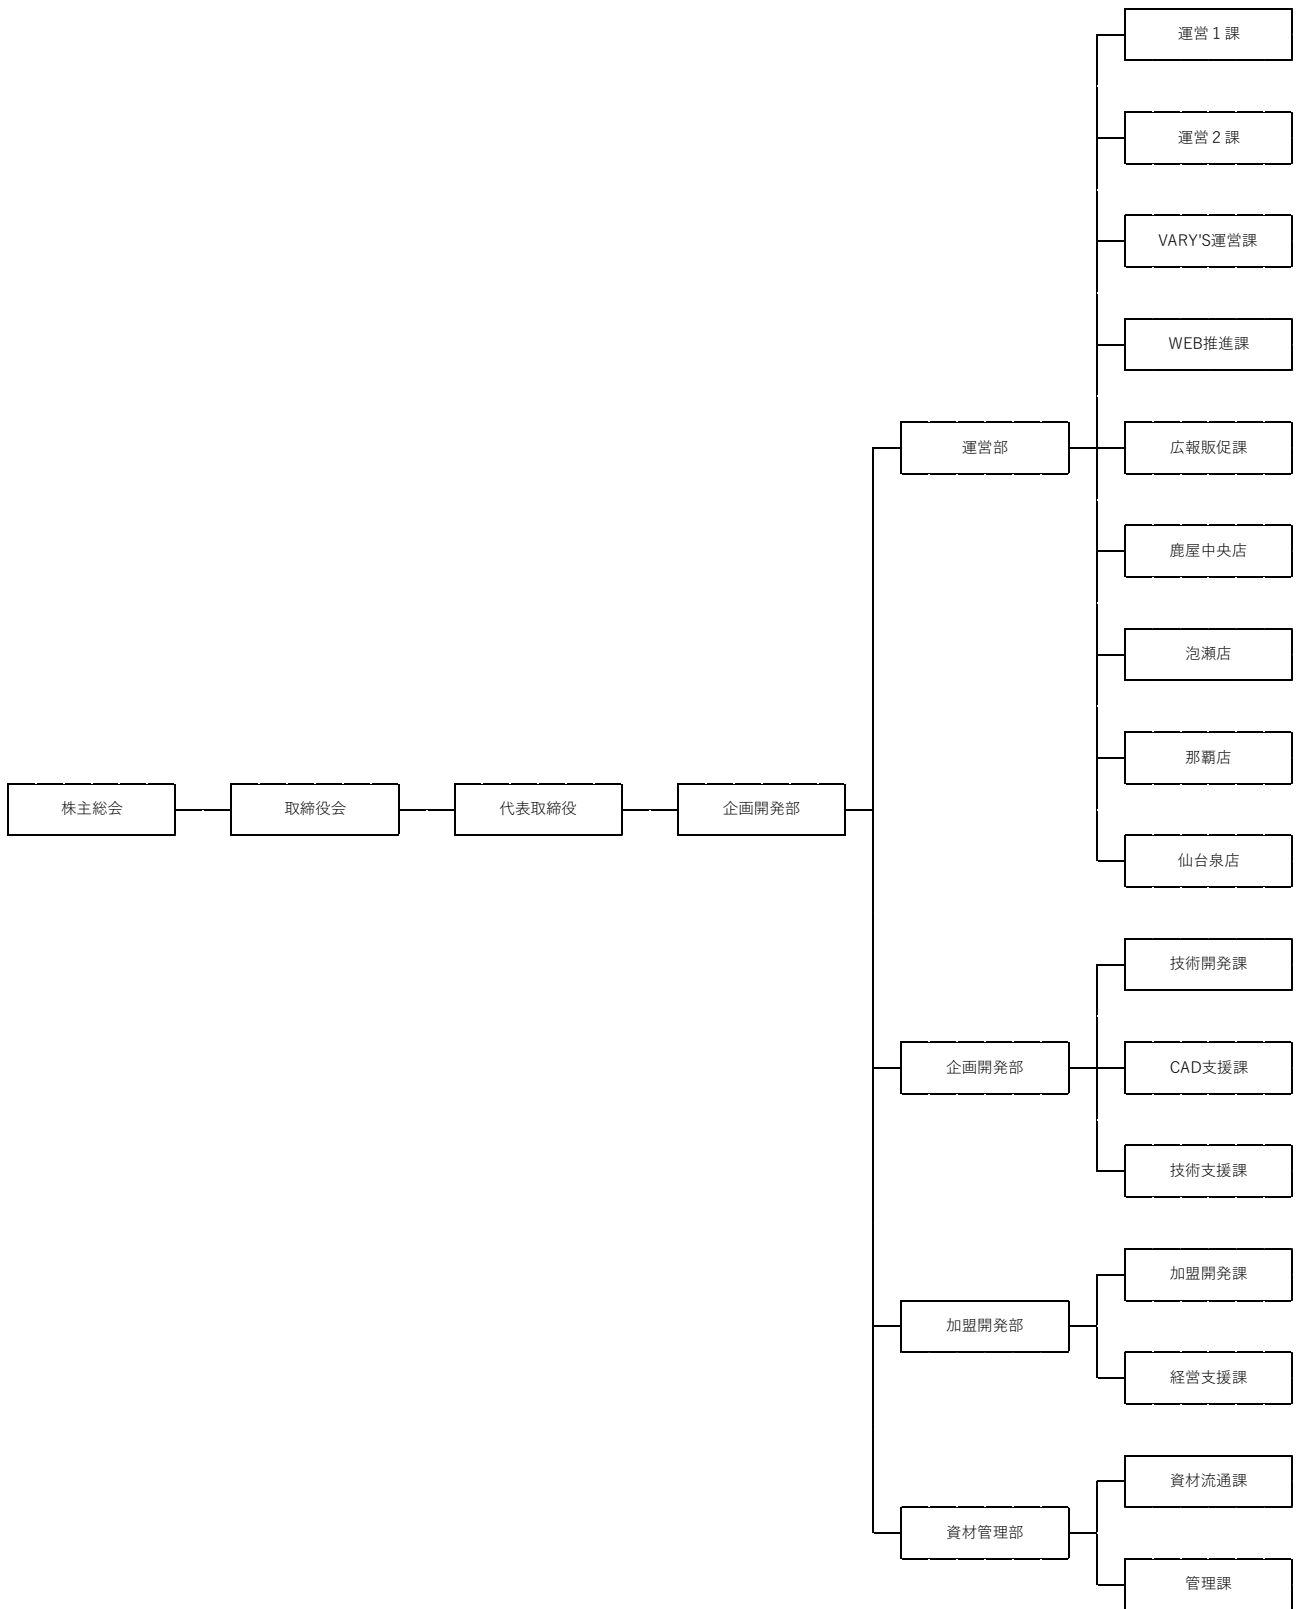 株主総会
取締役会
代表取締役
企画開発部
運営部
運営１課
運営２課
VARY'S運営課
WEB推進課
広報販促課
鹿屋中央店
泡瀬店
那覇店
仙台泉店
企画開発部
技術開発課
CAD支援課
技術支援課
加盟開発部
加盟開発課
経営支援課
資材管理部
資材流通課
管理課